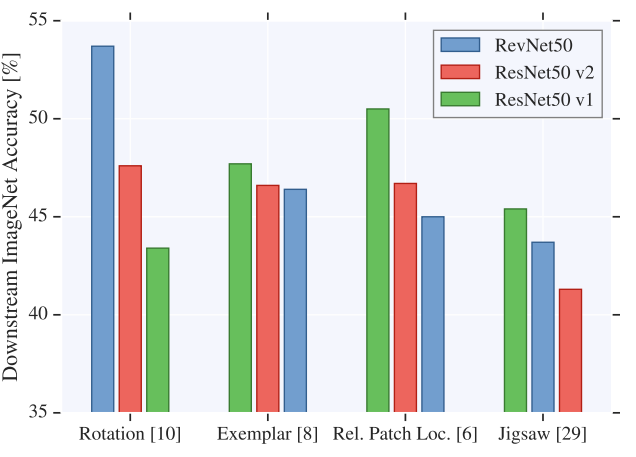 Downstream ImageNet Accuracy [%]
55
50
45
40
35
RevNet50
ResNet50 v2
ResNet50 v1
Rotation [10]
Exemplar [8]
Rel. Patch Loc. [6]
Jigsaw [29]